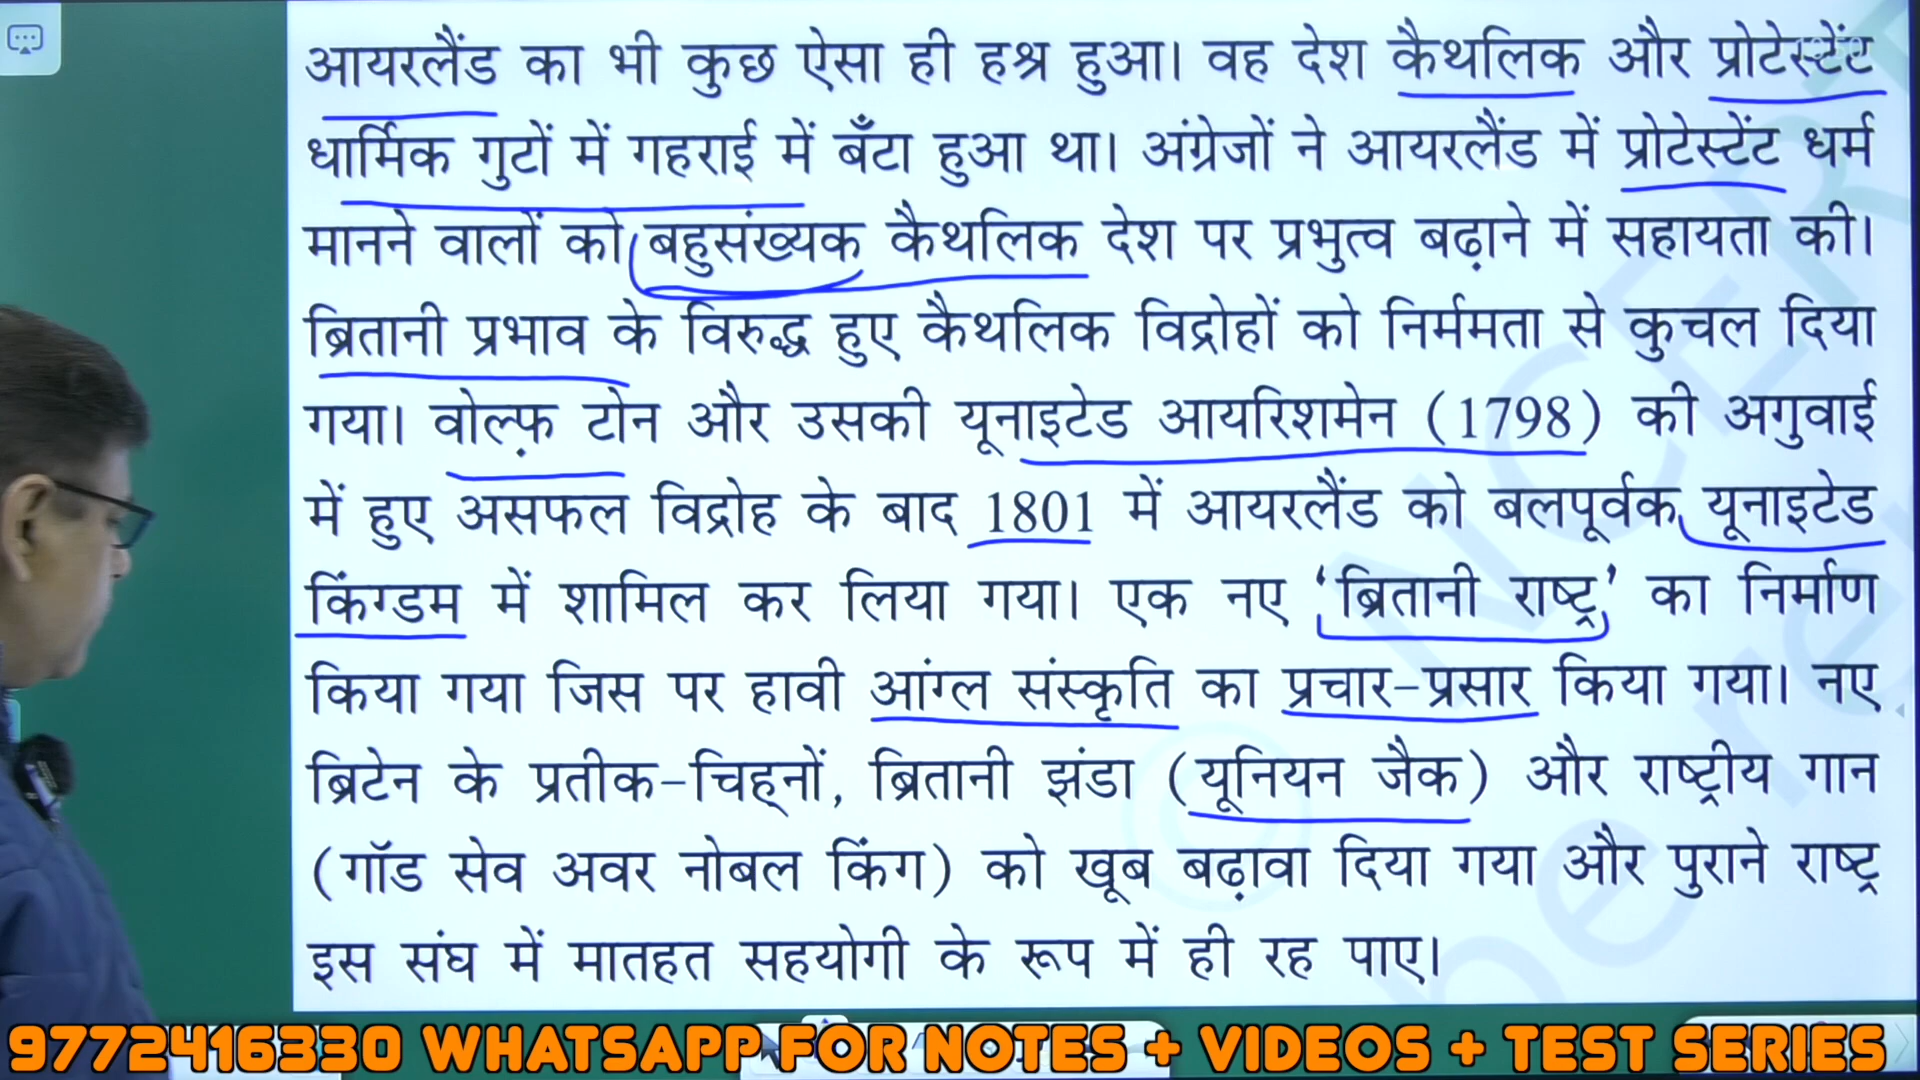 आयरलैंड का भी कुछ ऐसा ही हश्र हुआ। वह देश कैथलिक और प्रोटेस्टेंट
धार्मिक गुटों में गहराई में बँटा हुआ था। अंग्रेजों ने आयरलैंड में प्रोटेस्टेंट धर्म
मानने वालों को बहुसंख्यक कैथलिक देश पर प्रभुत्व बढ़ाने में सहायता की।
ब्रितानी प्रभाव के विरुद्ध हुए कैथलिक विद्रोहों को निर्ममता से कुचल दिया
गया। वोल्फ़ टोन और उसकी यूनाइटेड आयरिशमेन (1798) की अगुवाई
में हुए असफल विद्रोह के बाद 1801 में आयरलैंड को बलपूर्वक यूनाइटेड
किंग्डम में शामिल कर लिया गया। एक नए ‘ब्रितानी राष्ट्र’ का निर्माण
किया गया जिस पर हावी आंग्ल संस्कृति का प्रचार-प्रसार किया गया। नए
ब्रिटेन के प्रतीक-चिह्नों, ब्रितानी झंडा (यूनियन जैक) और राष्ट्रीय गान
(गॉड सेव अवर नोबल किंग) को खूब बढ़ावा दिया गया और पुराने राष्ट्र
इस संघ में मातहत सहयोगी के रूप में ही रह पाए।
9772416330 WHATSAPP FOR NOTES + VIDEOS + TEST SERIES